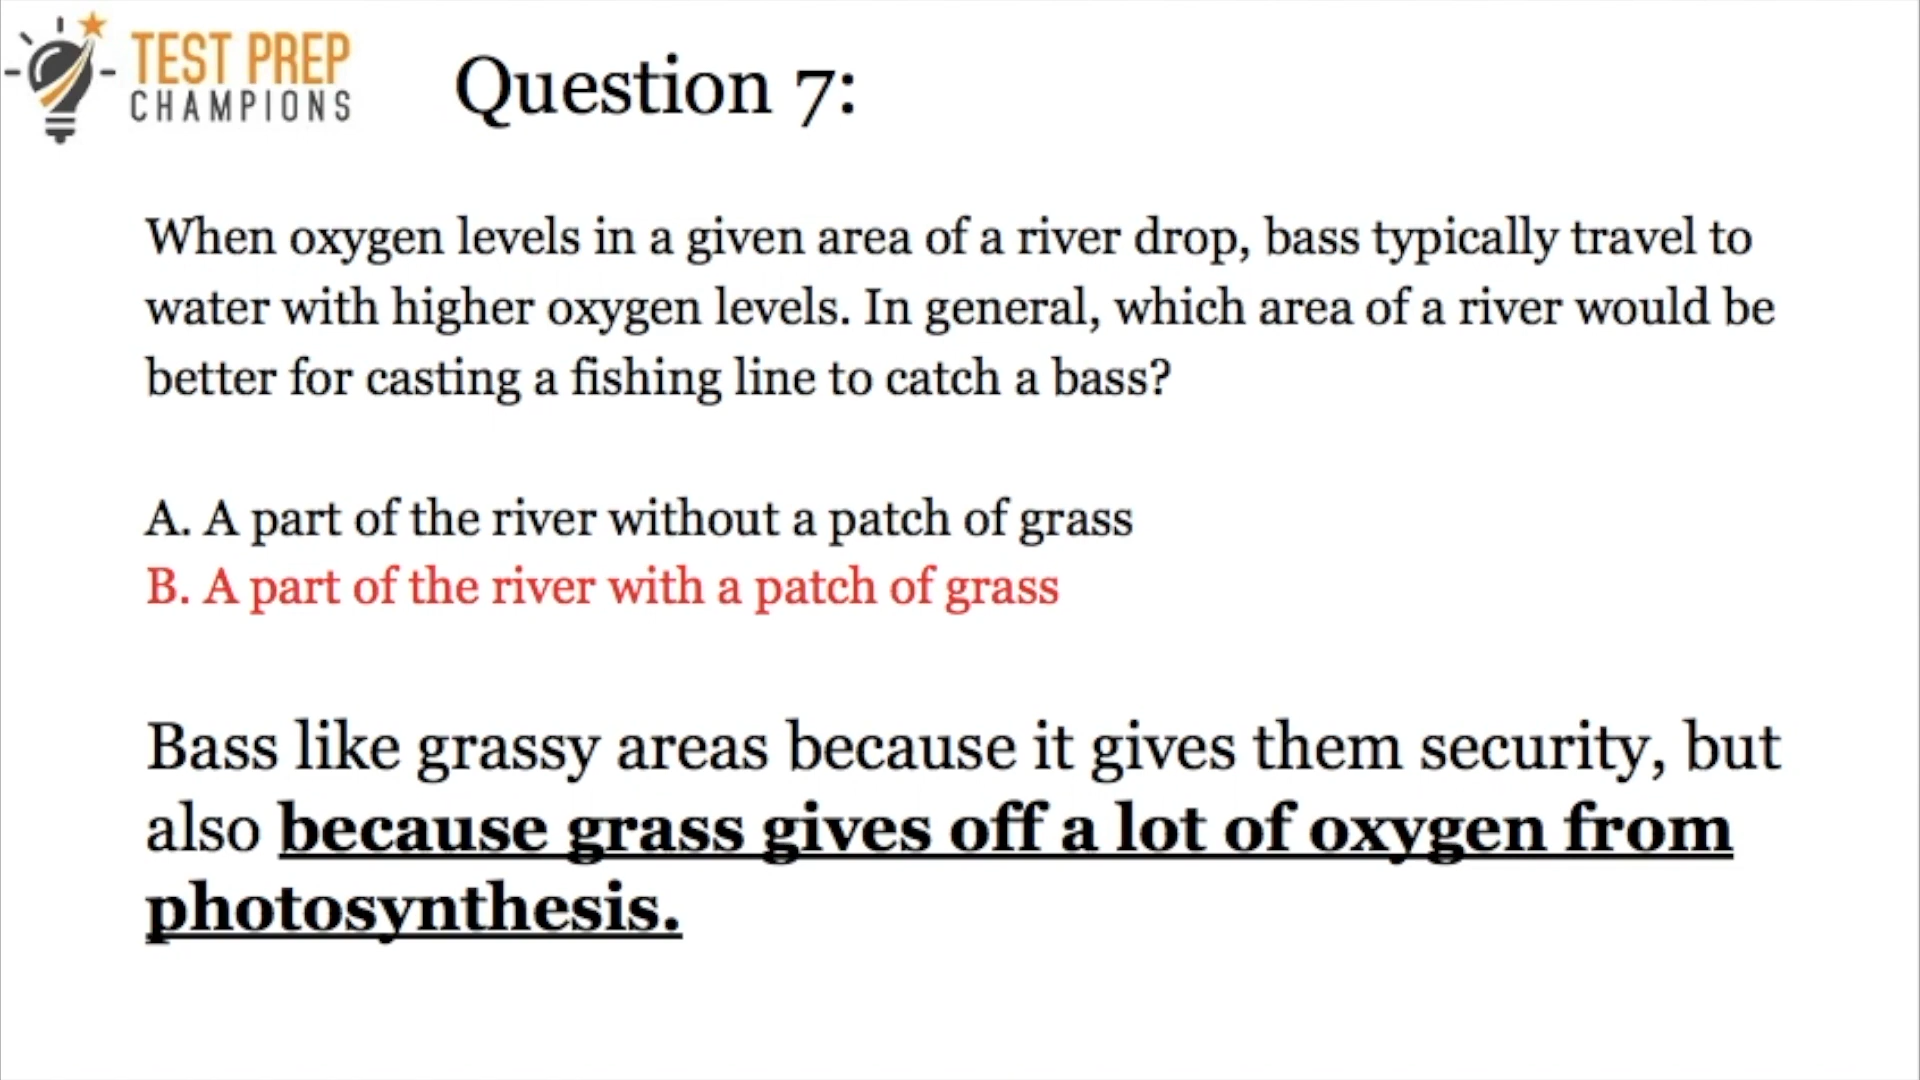 TEST PREP
CHAMPIONS
Question 7:
When oxygen levels in a given area of a river drop, bass typically travel to
water with higher oxygen levels. In general, which area of a river would be
better for casting a fishing line to catch a bass?
A. A part of the river without a patch of grass
B. A part of the river with a patch of grass
Bass like grassy areas because it gives them security, but
also because grass gives off a lot of oxygen from
photosynthesis.